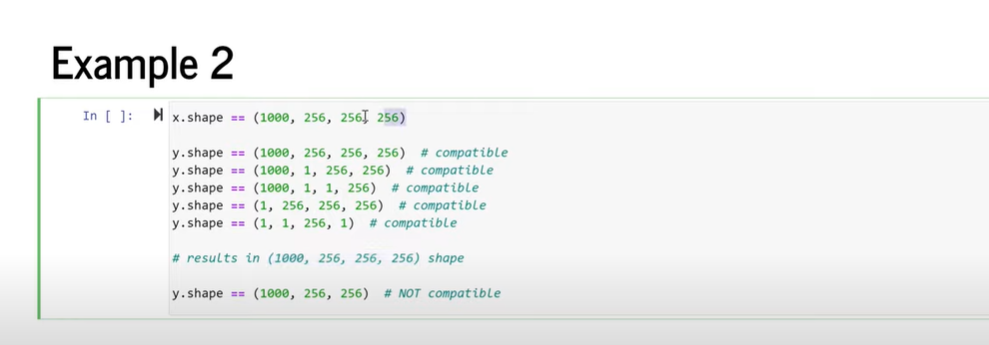 Example 2
In [ ]: x.shape == (1000, 256, 256, 256)
y.shape == (1000, 256, 256, 256) # compatible
y.shape == (1000, 1, 256, 256) # compatible
y.shape == (1000, 1, 1, 256) # compatible
y.shape == (1, 256, 256, 256) # compatible
y.shape == (1, 1, 256, 1) # compatible
# results in (1000, 256, 256, 256) shape
y.shape == (1000, 256, 256) # NOT compatible